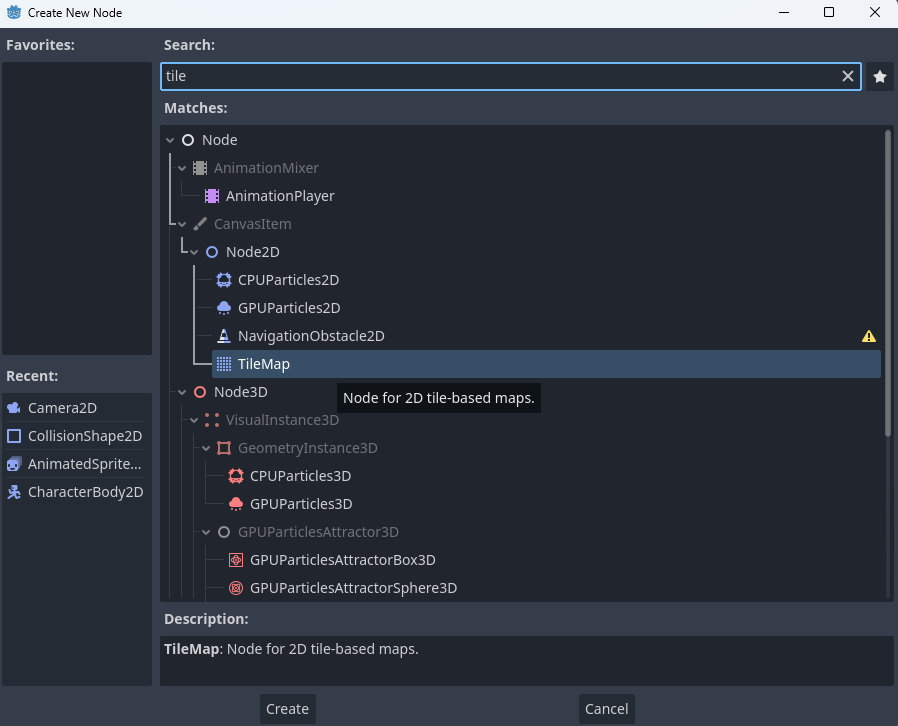 Create New Node
Favorites:
Search:
tile
Matches:
Node
AnimationMixer
AnimationPlayer
CanvasItem
Node2D
CPUParticles2D
GPUParticles2D
NavigationObstacle2D
TileMap
Node3D
Node for 2D tile-based maps.
VisualInstance3D
GeometryInstance3D
CPUParticles3D
GPUParticles3D
GPUParticlesAttractor3D
GPUParticlesAttractorBox3D
GPUParticlesAttractorSphere3D
Recent:
Camera2D
CollisionShape2D
AnimatedSprite...
CharacterBody2D
Description:
TileMap: Node for 2D tile-based maps.
Create
Cancel